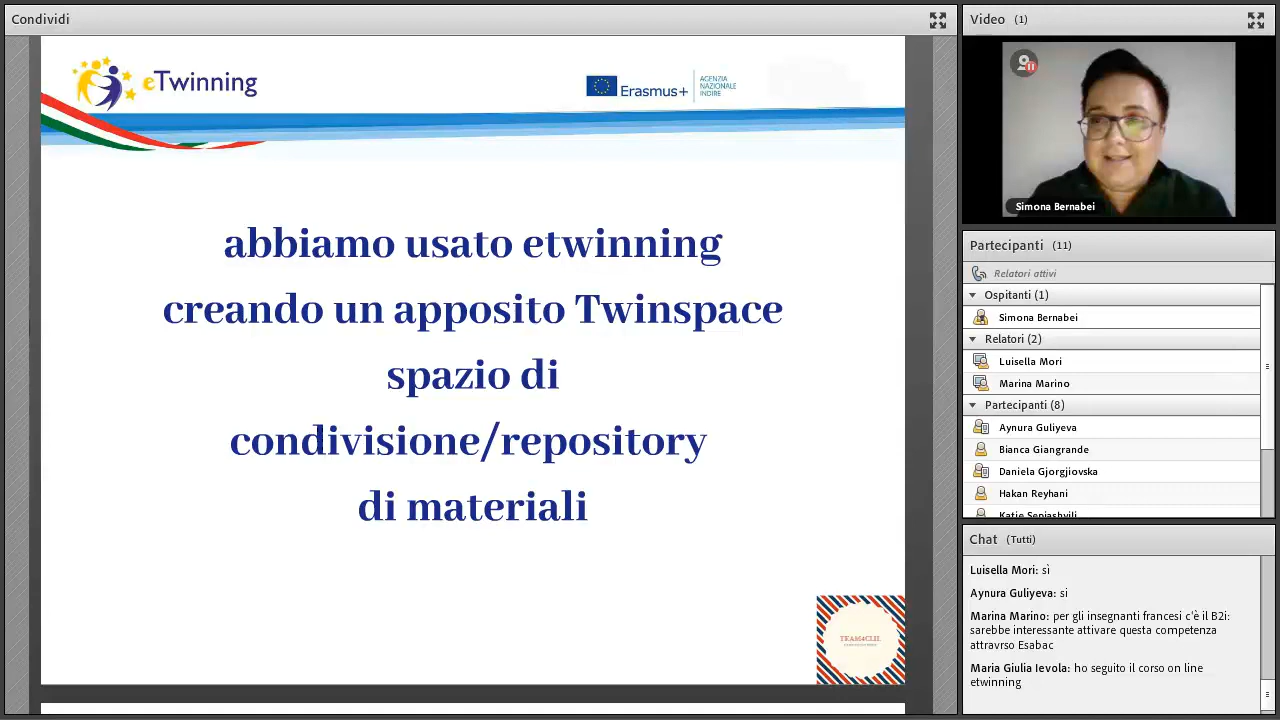 Condividi
eTwinning
Erasmus+
AGENZIA
NAZIONALE
INDIRE
abbiamo usato etwinning
creando un apposito Twinspace
spazio di
condivisione/repository
di materiali
TEAM4CLIL
Video (1)
Simona Bernabei
Partecipanti (11)
Relatori attivi
Ospitanti (1)
Simona Bernabei
Relatori (2)
Luisella Mori
Marina Marino
Partecipanti (8)
Aynura Guliyeva
Bianca Giangrande
Daniela Gjorgjiovska
Hakan Reyhani
Katie Sepiashvili
Chat (Tutti)
Luisella Mori: sì
Aynura Guliyeva: si
Marina Marino: per gli insegnanti francesi c'è il B2i:
sarebbe interessante attivare questa competenza
attravrso Esabac
Maria Giulia Ievola: ho seguito il corso on line
etwinning